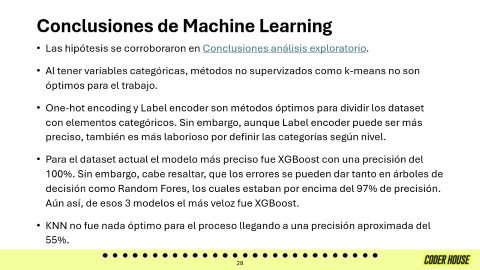 Conclusiones de Machine Learning
• Las hipótesis se corroboraron en Conclusiones análisis exploratorio.
• Al tener variables categóricas, métodos no supervizados como k-means no son
óptimos para el trabajo.
• One-hot encoding y Label encoder son métodos óptimos para dividir los dataset
con elementos categóricos. Sin embargo, aunque Label encoder puede ser más
preciso, también es más laborioso por definir las categorías según nivel.
• Para el dataset actual el modelo más preciso fue XGBoost con una precisión del
100%. Sin embargo, cabe resaltar, que los errores se pueden dar tanto en árboles de
decisión como Random Fores, los cuales estaban por encima del 97% de precisión.
Aún así, de esos 3 modelos el más veloz fue XGBoost.
• KNN no fue nada óptimo para el proceso llegando a una precisión aproximada del
55%.
28
CODER HOUSE